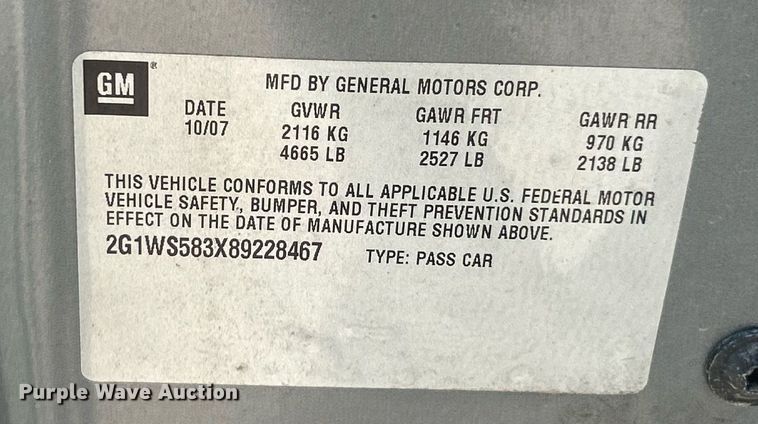 GM ®
MFD BY GENERAL MOTORS CORP.
DATE GVWR GAWR FRT GAWR RR
10/07 2116 KG 1146 KG 970 KG
4665 LB 2527 LB 2138 LB
THIS VEHICLE CONFORMS TO ALL APPLICABLE U.S. FEDERAL MOTOR
VEHICLE SAFETY, BUMPER, AND THEFT PREVENTION STANDARDS IN
EFFECT ON THE DATE OF MANUFACTURE SHOWN ABOVE.
2G1WS583X89228467 TYPE: PASS CAR
Purple Wave Auction